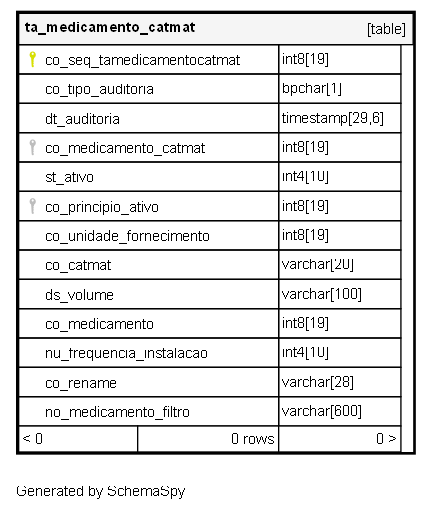 ta_medicamento_catmat [table]
co_seq_tamedicamentocatmat int8[19]
co_tipo_auditoria bpchar[1]
dt_auditoria timestamp[29,6]
co_medicamento_catmat int8[19]
st_ativo int4[10]
co_principio_ativo int8[19]
co_unidade_fornecimento int8[19]
co_catmat varchar[20]
ds_volume varchar[100]
co_medicamento int8[19]
nu_frequencia_instalacao int4[10]
co_rename varchar[28]
no_medicamento_filtro varchar[600]
< 0 0 rows 0 >
Generated by SchemaSpy